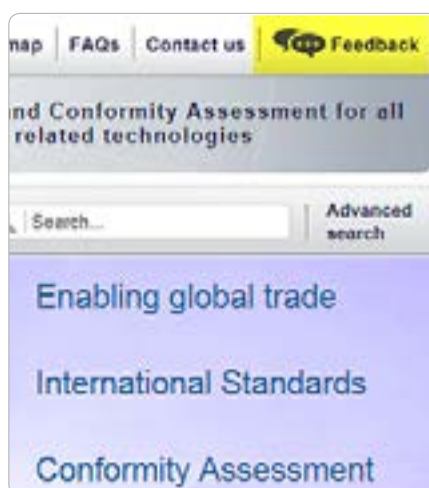 map FAQs Contact us Feedback
nd Conformity Assessment for all
related technologies
Search...
Advanced
search
Enabling global trade
International Standards
Conformity Assessment